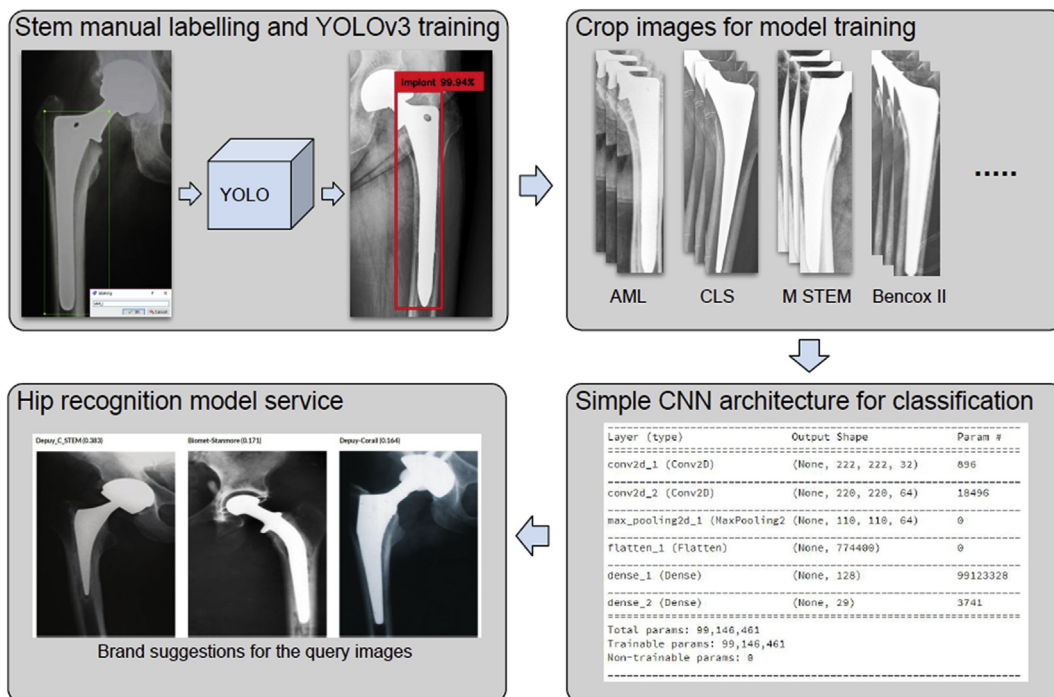 Stem manual labelling and YOLOv3 training
Implant 99.94%
YOLO
Crop images for model training
.....
AML
CLS
M STEM
Bencox II
Simple CNN architecture for classification
Layer (type) Output Shape Param #
conv2d_1 (Conv2D) (None, 222, 222, 32) 896
conv2d_2 (Conv2D) (None, 220, 220, 64) 18496
max_pooling2d_1 (MaxPooling2 (None, 110, 110, 64) 0
flatten_1 (Flatten) (None, 774400) 0
dense_1 (Dense) (None, 128) 99123328
dense_2 (Dense) (None, 29) 3741
Total params: 99,146,461
Trainable params: 99,146,461
Non-trainable params: 0
Hip recognition model service
Depuy_C_STEM (0.383)
Biomet-Stanmore (0.171)
Depuy-Corail (0.164)
Brand suggestions for the query images